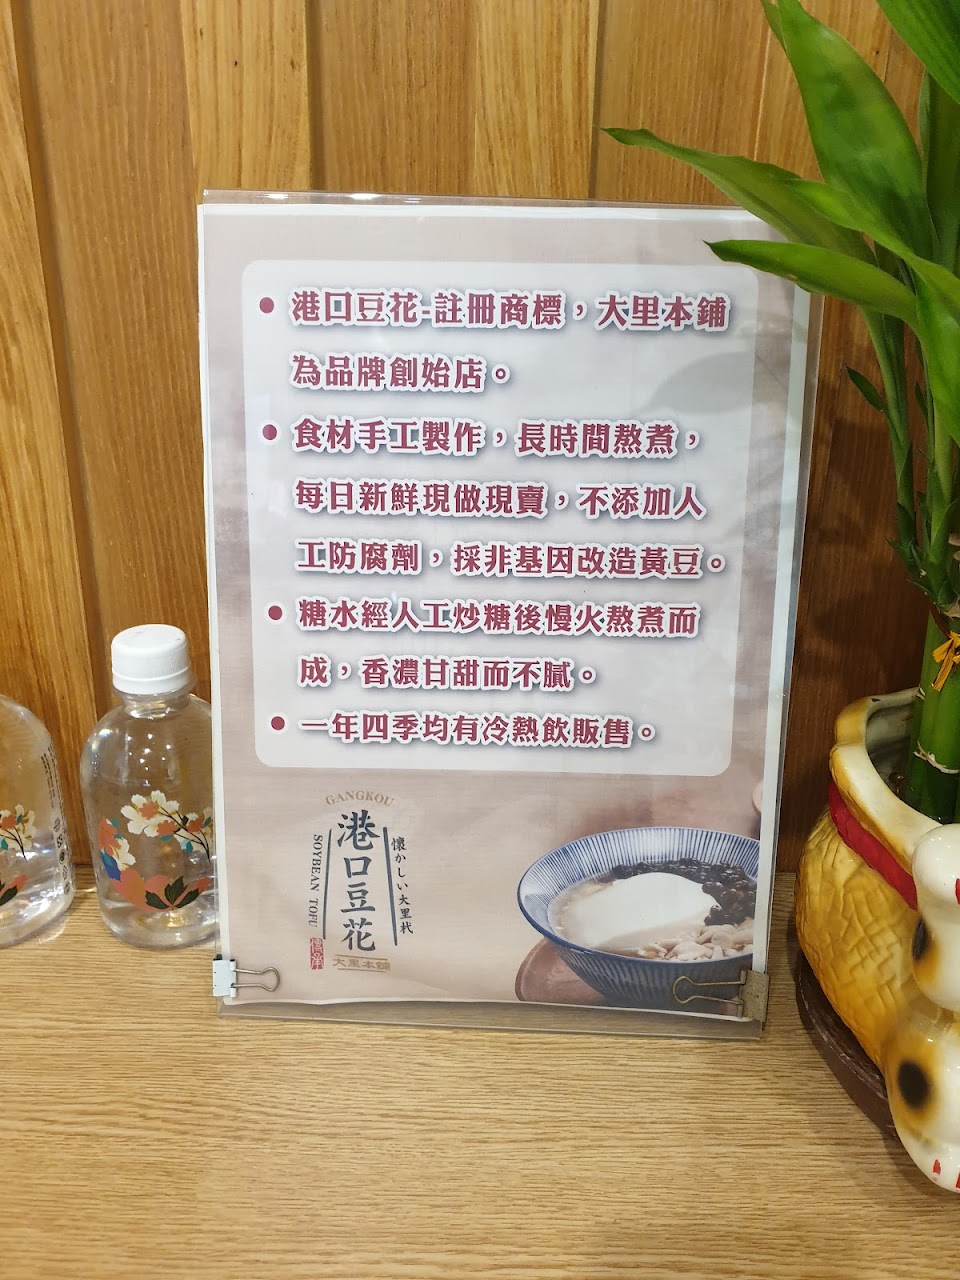 港口豆花-註冊商標，大里本鋪
為品牌創始店。
食材手工製作，長時間熬煮，
每日新鮮現做現賣，不添加人
工防腐劑，採非基因改造黃豆。
糖水經人工炒糖後慢火熬煮而
成，香濃甘甜而不膩。
一年四季均有冷熱飲販售。
GANGKOU
港口豆花
懷かしい大里杙
SOYBEAN TOFU
傳承
大里本鋪